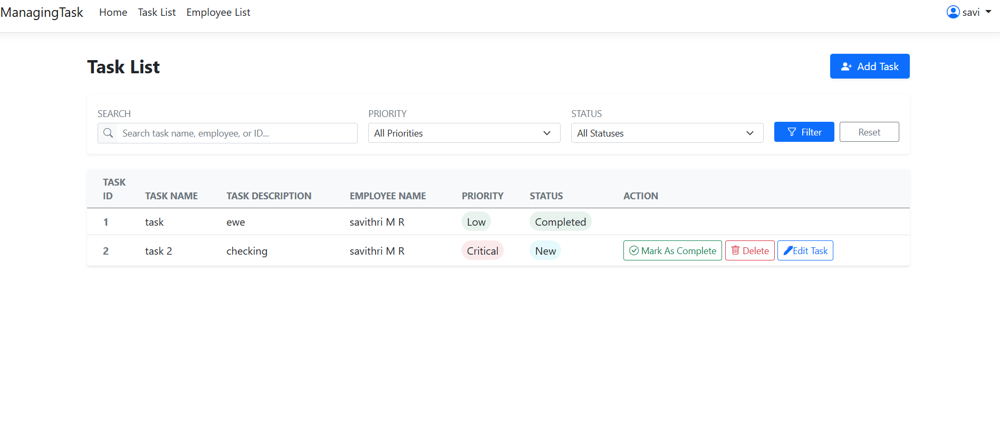 ManagingTask Home Task List Employee List savi
Task List Add Task
SEARCH PRIORITY STATUS
Search task name, employee, or ID... All Priorities All Statuses Filter Reset
TASK ID TASK NAME TASK DESCRIPTION EMPLOYEE NAME PRIORITY STATUS ACTION
1 task ewe savithri M R Low Completed
2 task 2 checking savithri M R Critical New Mark As Complete Delete Edit Task